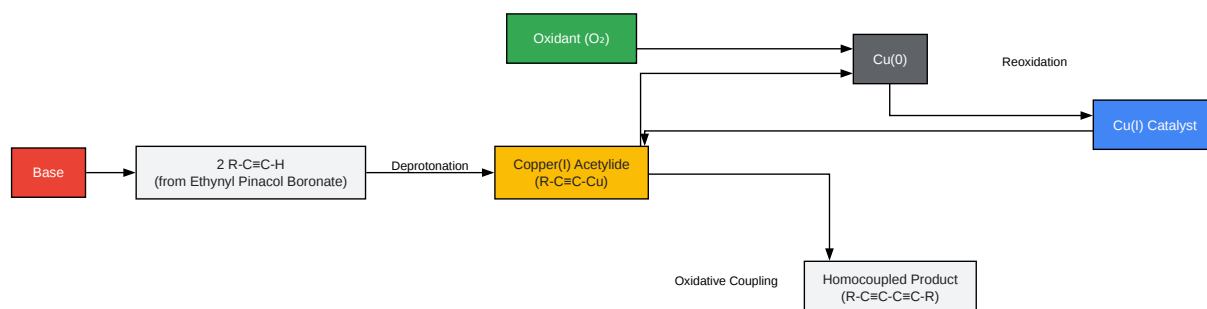 Oxidant (O₂)
Cu(0)
Reoxidation
Cu(I) Catalyst
Base
2 R-C≡C-H
(from Ethynyl Pinacol Boronate)
Deprotonation
Copper(I) Acetylide
(R-C≡C-Cu)
Oxidative Coupling
Homocoupled Product
(R-C≡C-C≡C-R)